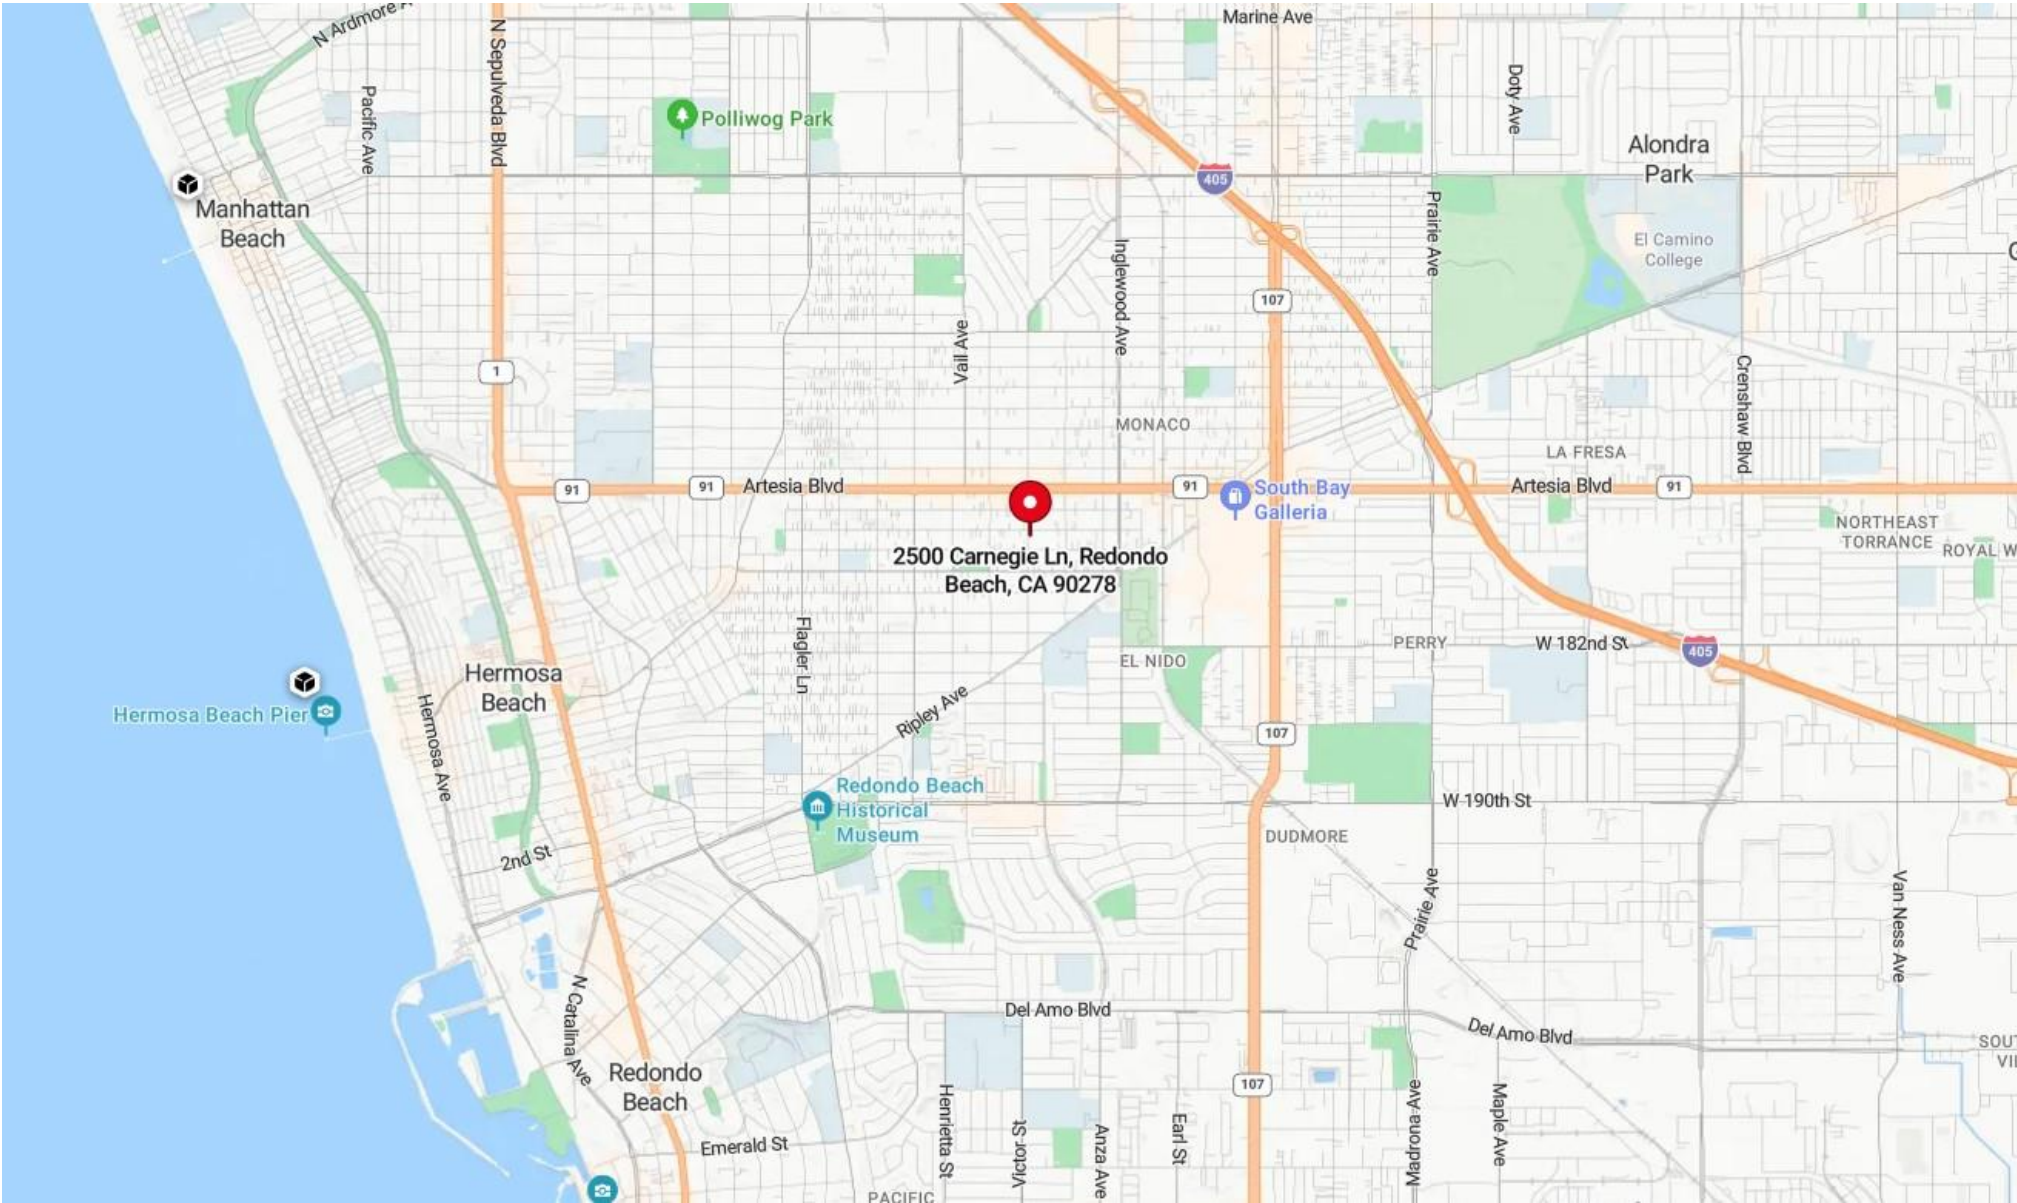 N Ardmore A
N Sepulveda Blvd
Marine Ave
Pacific Ave
Polliwog Park
Doty Ave
Alondra
Park
405
Manhattan
Beach
Prairie Ave
El Camino
College
Inglewood Ave
107
Vail Ave
1
Crenshaw Blvd
MONACO
LA FRESA
91
91
Artesia Blvd
91
South Bay
Galleria
Artesia Blvd
91
NORTHEAST
TORRANCE
ROYAL W
2500 Carnegie Ln, Redondo
Beach, CA 90278
Flagler Ln
EL NIDO
PERRY
W 182nd St
405
Hermosa
Beach
Hermosa Beach Pier
Hermosa Ave
Ripley Ave
107
Redondo Beach
Historical
Museum
W 190th St
DUDMORE
2nd St
Prairie Ave
Van Ness Ave
N Catalina Ave
Del Amo Blvd
Del Amo Blvd
SOUT
VIL
Redondo
Beach
107
Henrietta St
Victor St
Anza Ave
Earl St
Madrona Ave
Maple Ave
Emerald St
PACIFIC